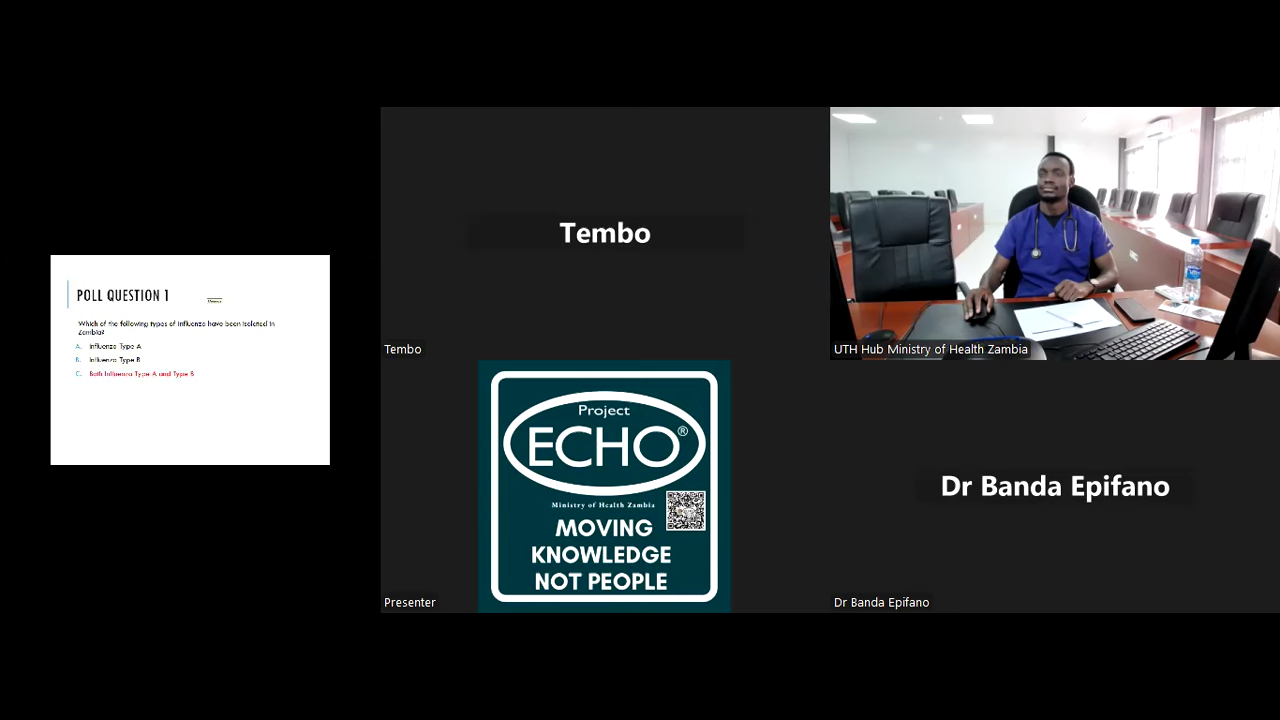 POLL QUESTION 1
Which of the following types of Influenza have been isolated in
Zambia?
A. Influenza Type A
B. Influenza Type B
C. Both Influenza Type A and Type B
Tembo
Tembo
UTH Hub Ministry of Health Zambia
Project
ECHO®
Ministry of Health Zambia
MOVING
KNOWLEDGE
NOT PEOPLE
Presenter
Dr Banda Epifano
Dr Banda Epifano